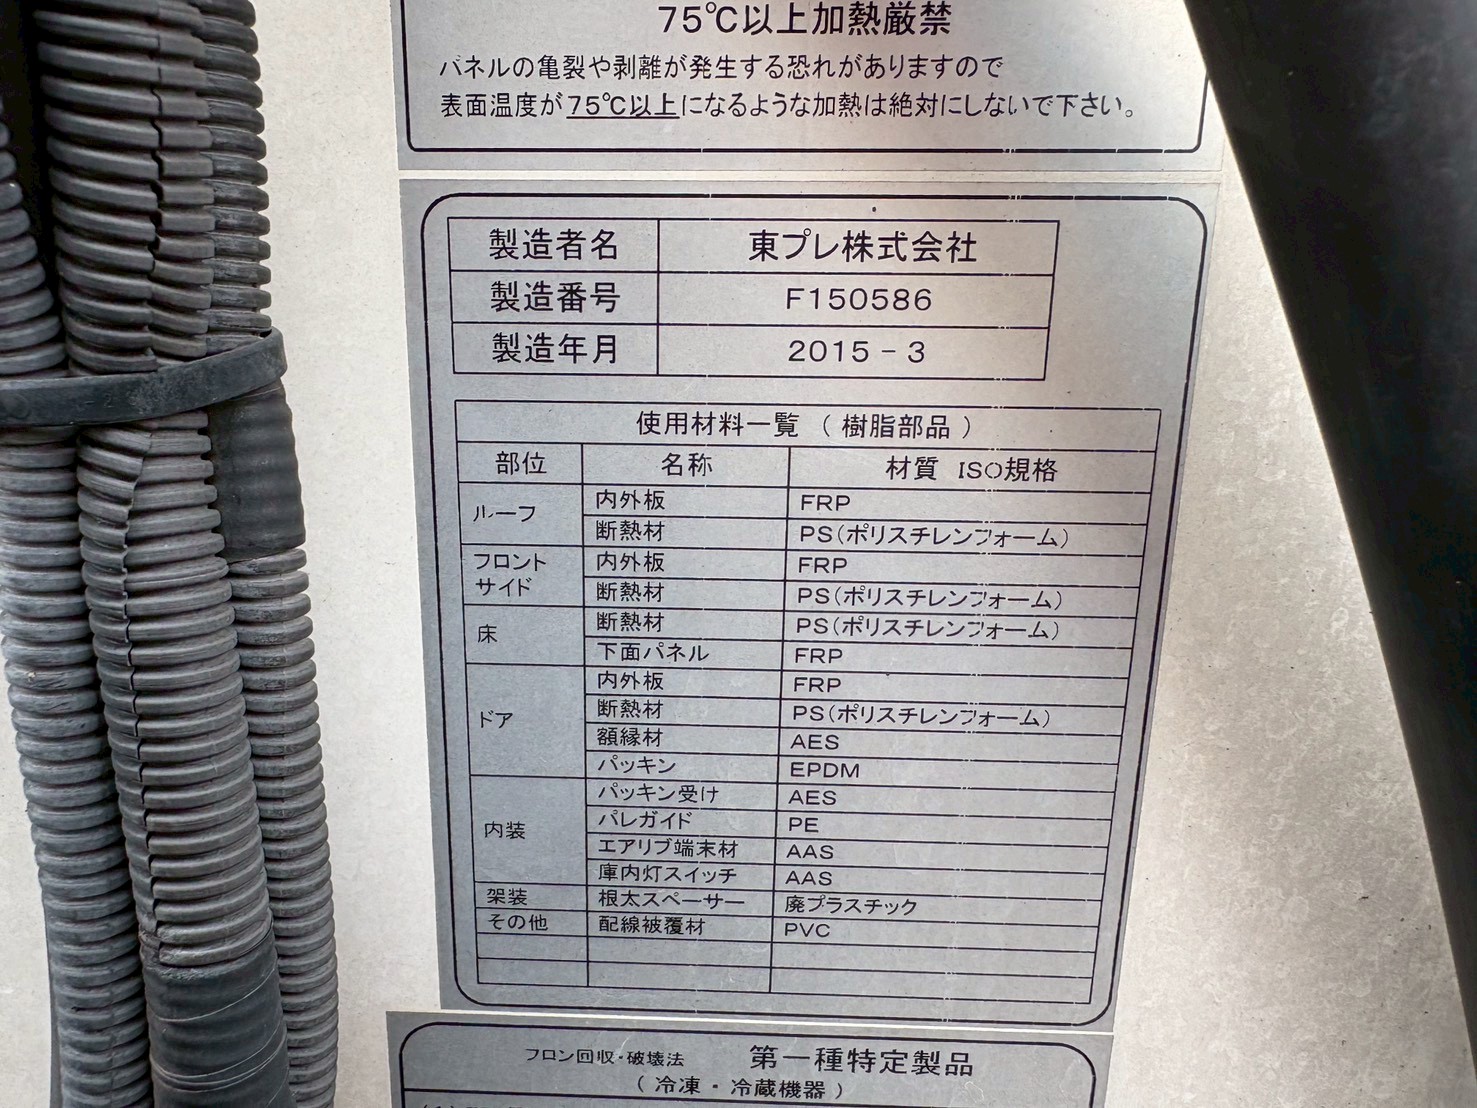 75℃以上加熱厳禁
パネルの亀裂や剥離が発生する恐れがありますので
表面温度が75℃以上になるような加熱は絶対にしないで下さい。
製造者名 東プレ株式会社
製造番号 F150586
製造年月 2015-3
使用材料一覧 (樹脂部品)
部位 名称 材質 ISO規格
ルーフ 内外板 FRP
断熱材 PS(ポリスチレンフォーム)
フロント サイド 内外板 FRP
断熱材 PS(ポリスチレンフォーム)
床 断熱材 PS(ポリスチレンフォーム)
下面パネル FRP
ドア 内外板 FRP
断熱材 PS(ポリスチレンフォーム)
額縁材 AES
パッキン EPDM
内装 パッキン受け AES
パレガイド PE
エアリブ端末材 AAS
庫内灯スイッチ AAS
架装 根太スペーサー 廃プラスチック
その他 配線被覆材 PVC
フロン回収・破壊法 第一種特定製品
(冷凍・冷蔵機器)